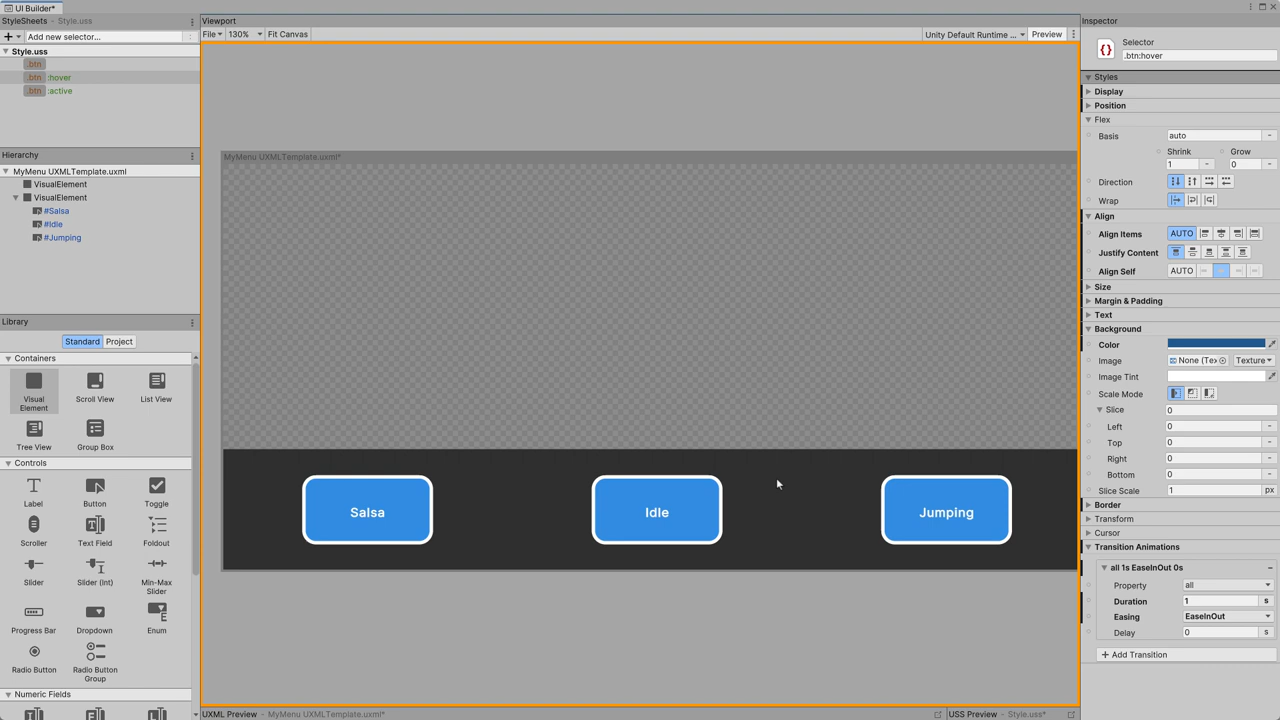 UI Builder*
StyleSheets - Style.uss
Add new selector...
Style.uss
.btn
.btn :hover
.btn :active
Hierarchy
MyMenu UXMLTemplate.uxml
VisualElement
VisualElement
#Salsa
#Idle
#Jumping
Library
Standard Project
Containers
Visual Element
Scroll View
List View
Tree View
Group Box
Controls
Label
Button
Toggle
Scroller
Text Field
Foldout
Slider
Slider (Int)
Min-Max Slider
Progress Bar
Dropdown
Enum
Radio Button
Radio Button Group
Numeric Fields
Viewport
File 130% Fit Canvas
Unity Default Runtime ...
Preview
MyMenu UXMLTemplate.uxml*
Salsa
Idle
Jumping
UXML Preview - MyMenu UXMLTemplate.uxml*
USS Preview - Style.uss*
Inspector
Selector
.btn:hover
Styles
Display
Position
Flex
Basis auto
Shrink Grow
1 - 0 -
Direction
Wrap
Align
Align Items AUTO
Justify Content
Align Self AUTO
Size
Margin & Padding
Text
Background
Color
Image None (Tex Texture
Image Tint
Scale Mode
Slice 0
Left 0 -
Top 0 -
Right 0 -
Bottom 0 -
Slice Scale 1 px
Border
Transform
Cursor
Transition Animations
all 1s EaseInOut 0s
Property all
Duration 1 s
Easing EaseInOut
Delay 0 s
+ Add Transition